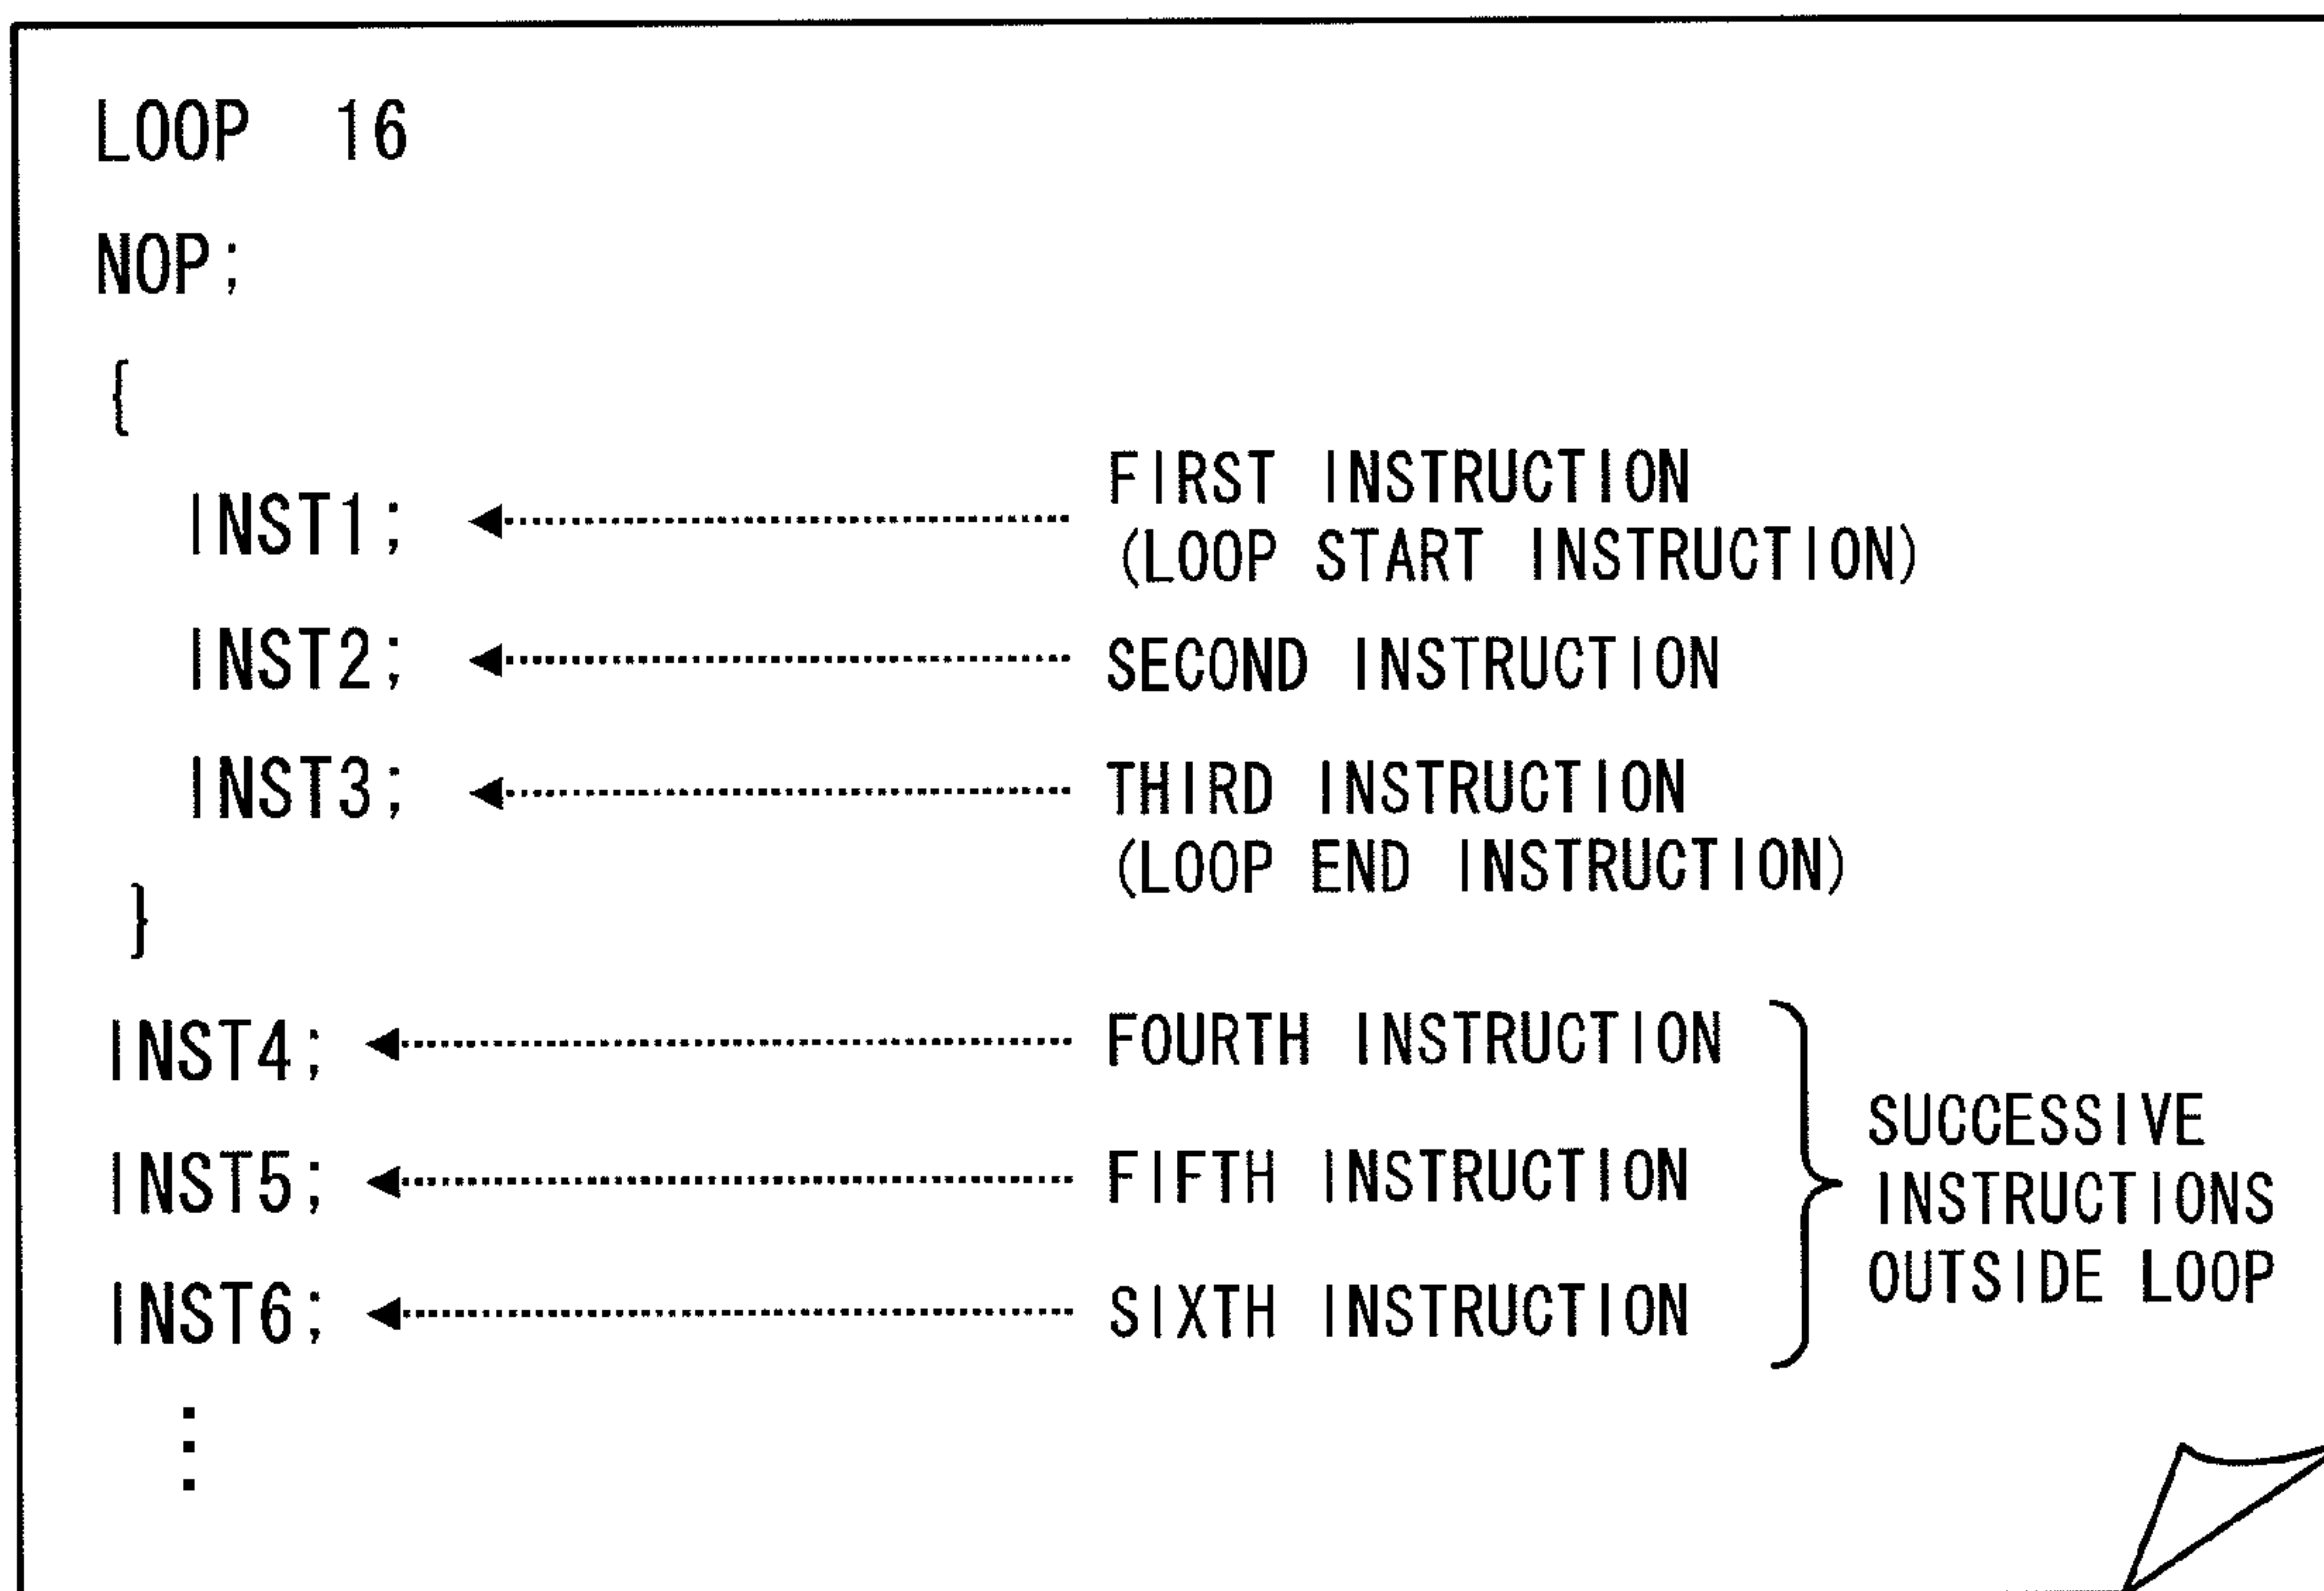 LOOP 16
NOP;
{
INST1; FIRST INSTRUCTION
(LOOP START INSTRUCTION)
INST2; SECOND INSTRUCTION
INST3; THIRD INSTRUCTION
(LOOP END INSTRUCTION)
}
INST4; FOURTH INSTRUCTION
INST5; FIFTH INSTRUCTION
INST6; SIXTH INSTRUCTION
SUCCESSIVE
INSTRUCTIONS
OUTSIDE LOOP